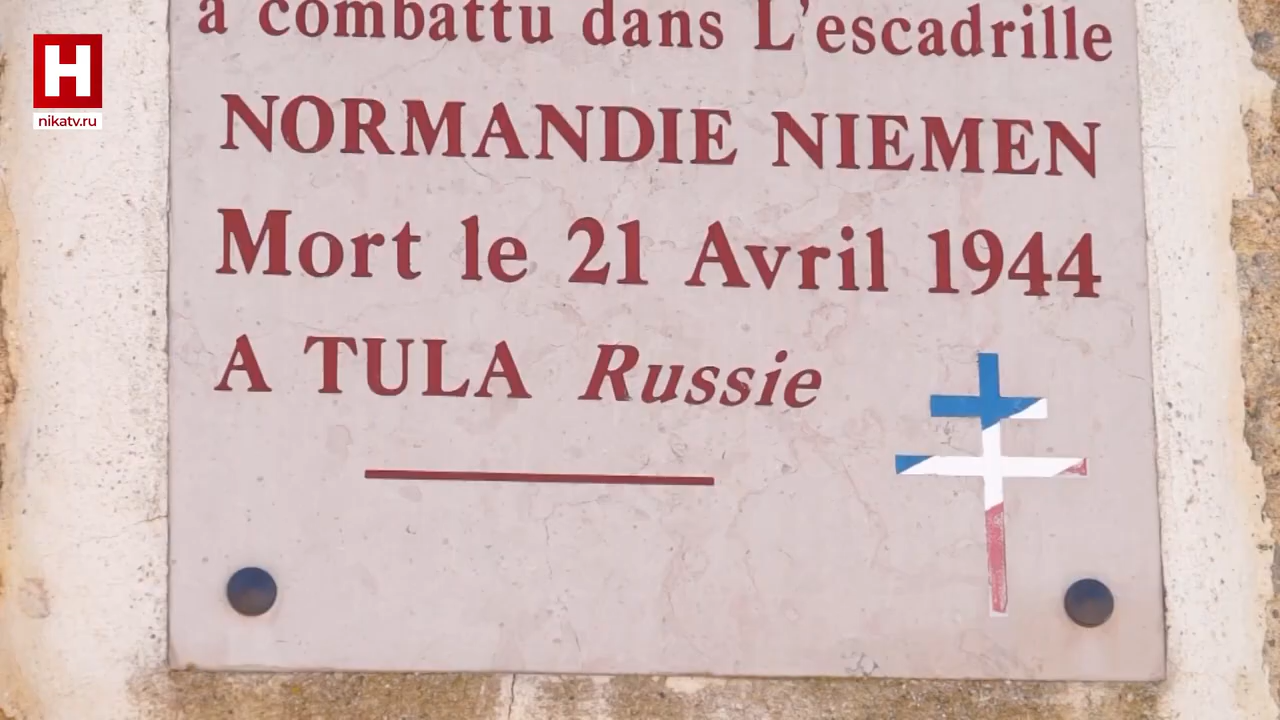 H
nikatv.ru
a combattu dans L'escadrille
NORMANDIE NIEMEN
Mort le 21 Avril 1944
A TULA Russie